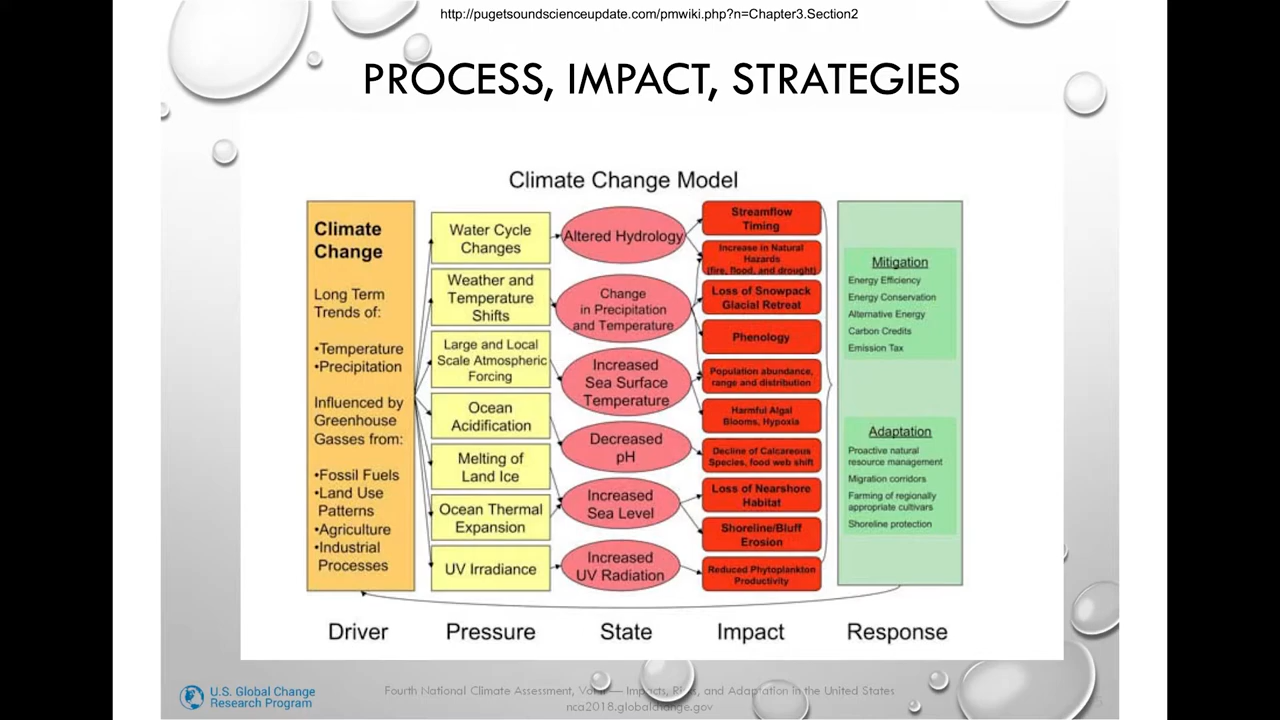 http://pugetsoundscienceupdate.com/pmwiki.php?n=Chapter3.Section2
PROCESS, IMPACT, STRATEGIES
Climate Change Model
Climate
Change
Long Term
Trends of:
•Temperature
•Precipitation
Influenced by
Greenhouse
Gasses from:
•Fossil Fuels
•Land Use
Patterns
•Agriculture
•Industrial
Processes
Driver
Water Cycle
Changes
Weather and
Temperature
Shifts
Large and Local
Scale Atmospheric
Forcing
Ocean
Acidification
Melting of
Land Ice
Ocean Thermal
Expansion
UV Irradiance
Pressure
Altered Hydrology
Change
in Precipitation
and Temperature
Increased
Sea Surface
Temperature
Decreased
pH
Increased
Sea Level
Increased
UV Radiation
State
Streamflow
Timing
Increase in Natural
Hazards
(fire, flood, and drought)
Loss of Snowpack
Glacial Retreat
Phenology
Population abundance,
range and distribution
Harmful Algal
Blooms, Hypoxia
Decline of Calcareous
Species, food web shift
Loss of Nearshore
Habitat
Shoreline/Bluff
Erosion
Reduced Phytoplankton
Productivity
Impact
Mitigation
Energy Efficiency
Energy Conservation
Alternative Energy
Carbon Credits
Emission Tax
Adaptation
Proactive natural
resource management
Migration corridors
Farming of regionally
appropriate cultivars
Shoreline protection
Response
U.S. Global Change
Research Program
Fourth National Climate Assessment, — Impacts, and Adaptation in the United States
nca2018.globalchange.gov